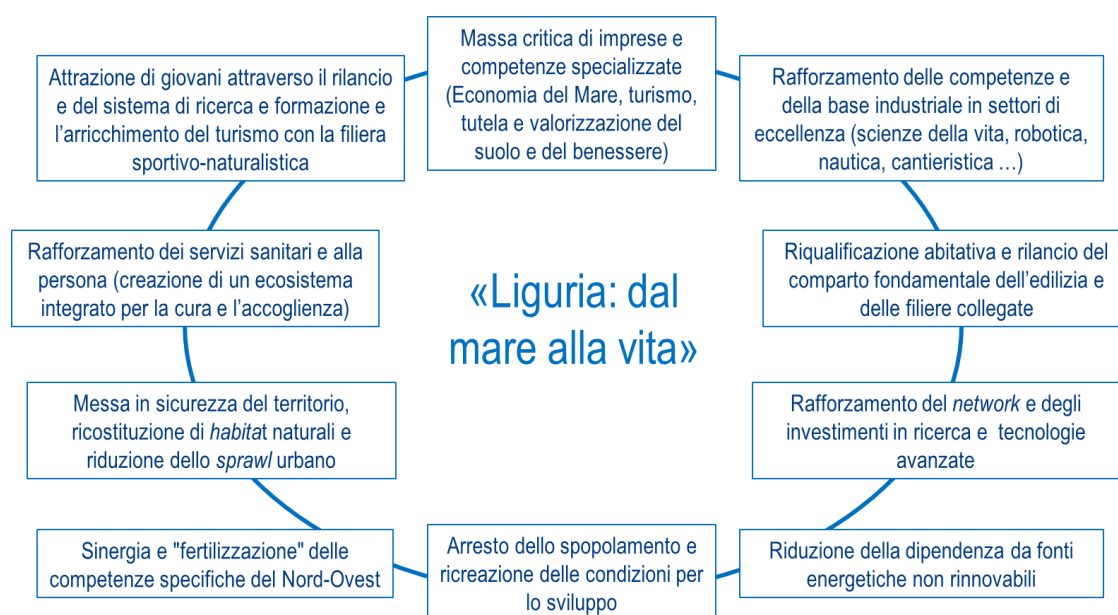 Massa critica di imprese e
competenze specializzate
(Economia del Mare, turismo,
tutela e valorizzazione del
suolo e del benessere)
Rafforzamento delle competenze e
della base industriale in settori di
eccellenza (scienze della vita, robotica,
nautica, cantieristica …)
Riqualificazione abitativa e rilancio del
comparto fondamentale dell'edilizia e
delle filiere collegate
Rafforzamento del network e degli
investimenti in ricerca e tecnologie
avanzate
Riduzione della dipendenza da fonti
energetiche non rinnovabili
Arresto dello spopolamento e
ricreazione delle condizioni per
lo sviluppo
Sinergia e "fertilizzazione" delle
competenze specifiche del Nord-Ovest
Messa in sicurezza del territorio,
ricostituzione di habitat naturali e
riduzione dello sprawl urbano
Rafforzamento dei servizi sanitari e alla
persona (creazione di un ecosistema
integrato per la cura e l'accoglienza)
Attrazione di giovani attraverso il rilancio
e del sistema di ricerca e formazione e
l'arricchimento del turismo con la filiera
sportivo-naturalistica
«Liguria: dal
mare alla vita»